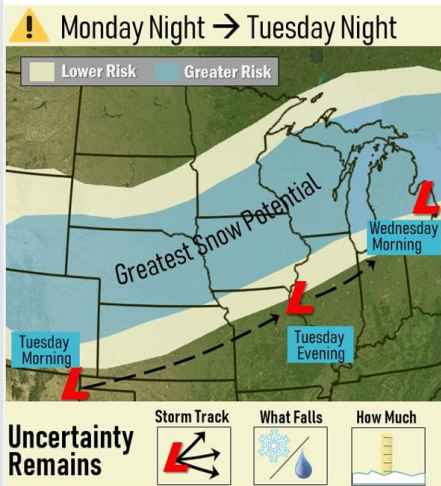 Monday Night → Tuesday Night
Lower Risk
Greater Risk
Greatest Snow Potential
L
Wednesday
Morning
L
Tuesday
Evening
Tuesday
Morning
L
Uncertainty
Remains
Storm Track
L
What Falls
How Much